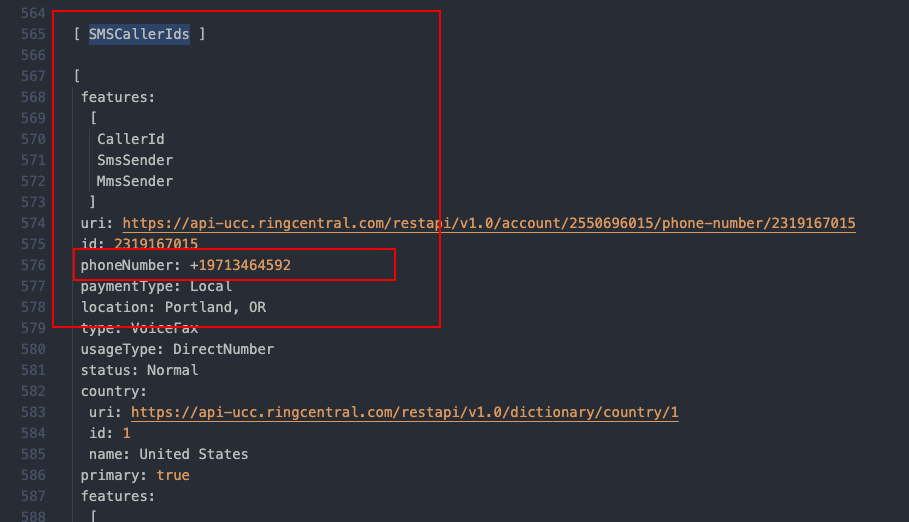 564
565 [ SMSCallerIds ]
566
567 [
568 features:
569 [
570 CallerId
571 SmsSender
572 MmsSender
573 ]
574 uri: https://api-ucc.ringcentral.com/restapi/v1.0/account/2550696015/phone-number/2319167015
575 id: 2319167015
576 phoneNumber: +19713464592
577 paymentType: Local
578 location: Portland, OR
579 type: VoiceFax
580 usageType: DirectNumber
581 status: Normal
582 country:
583 uri: https://api-ucc.ringcentral.com/restapi/v1.0/dictionary/country/1
584 id: 1
585 name: United States
586 primary: true
587 features:
588 [